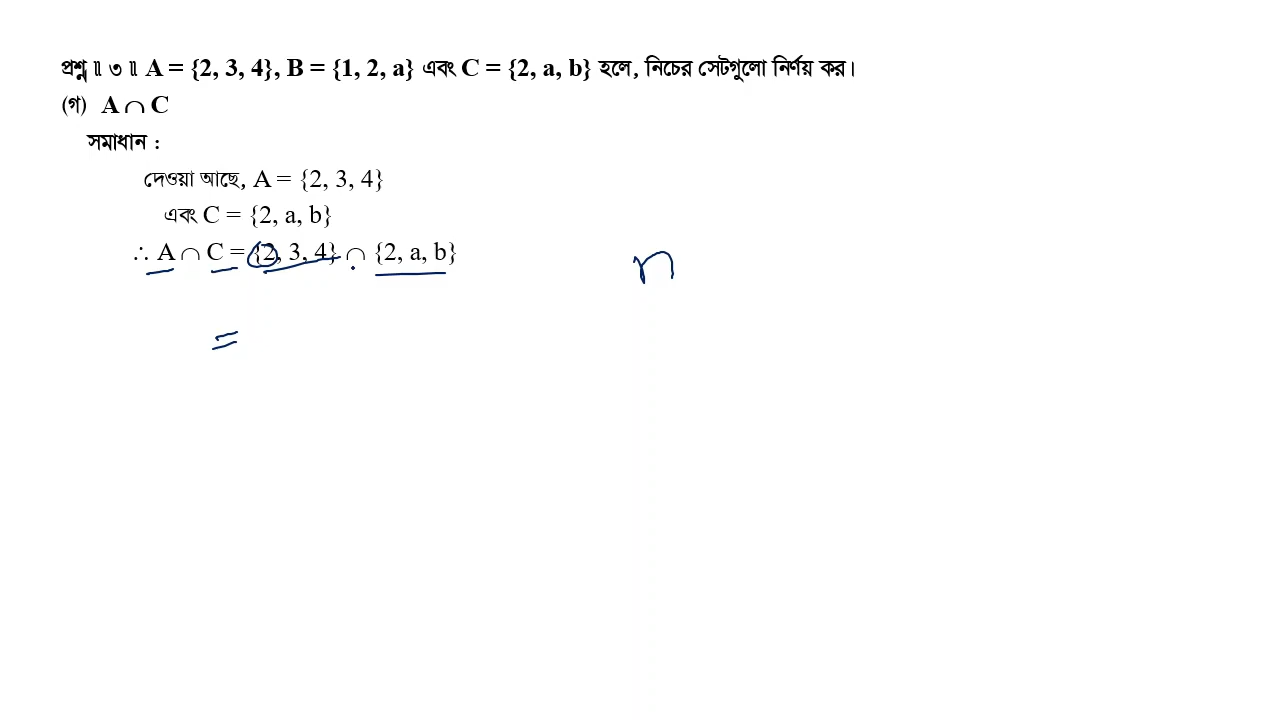 প্রশ্ন ॥ ৩ ॥ A = {2, 3, 4}, B = {1, 2, a} এবং C = {2, a, b} হলে, নিচের সেটগুলো নির্ণয় কর।
(গ) A ∩ C
সমাধান :
দেওয়া আছে, A = {2, 3, 4}
এবং C = {2, a, b}
∴ A ∩ C = {2, 3, 4} ∩ {2, a, b}
=